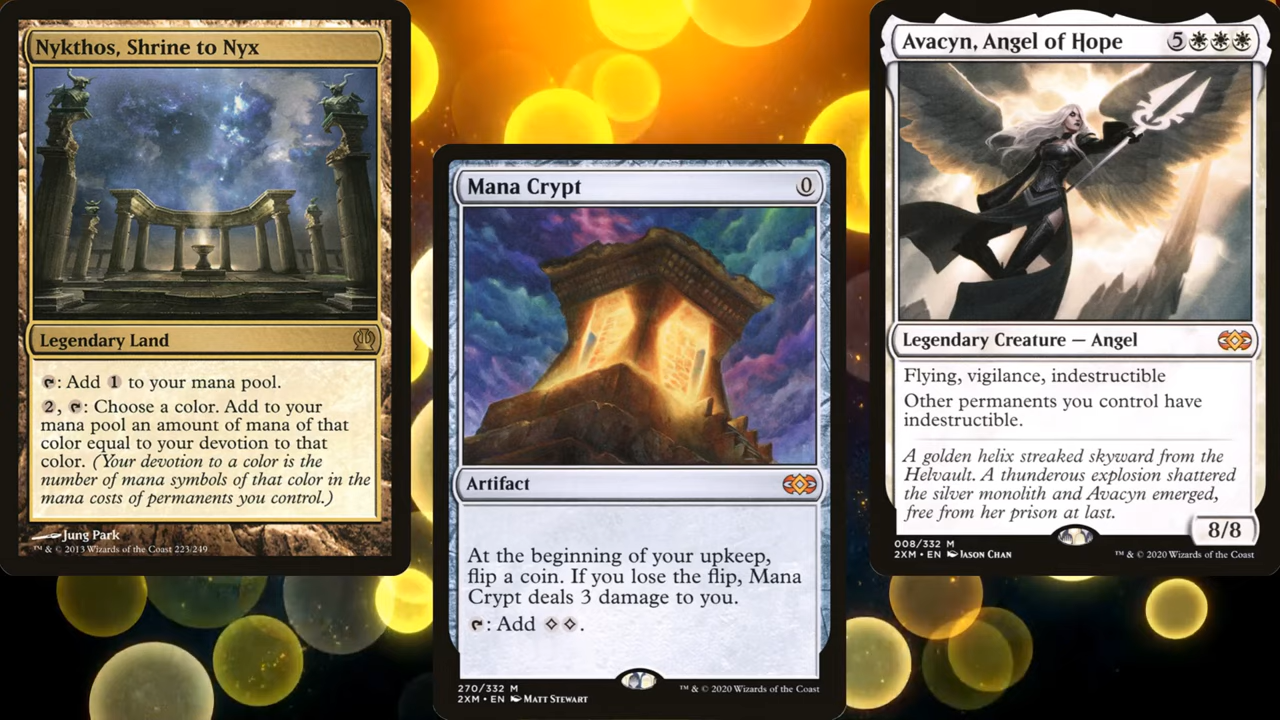 Nykthos, Shrine to Nyx
Legendary Land
: Add 1 to your mana pool.
2, : Choose a color. Add to your
mana pool an amount of mana of that
color equal to your devotion to that
color. (Your devotion to a color is the
number of mana symbols of that color in the
mana costs of permanents you control.)
Jung Park
™ & © 2013 Wizards of the Coast 223/249
Mana Crypt 0
Artifact
At the beginning of your upkeep,
flip a coin. If you lose the flip, Mana
Crypt deals 3 damage to you.
: Add .
270/332 M
2XM • EN Matt Stewart
™ & © 2020 Wizards of the Coast
Avacyn, Angel of Hope 5
Legendary Creature — Angel
Flying, vigilance, indestructible
Other permanents you control have
indestructible.
A golden helix streaked skyward from the
Helvault. A thunderous explosion shattered
the silver monolith and Avacyn emerged,
free from her prison at last.
8/8
008/332 M
2XM • EN Jason Chan
™ & © 2020 Wizards of the Coast